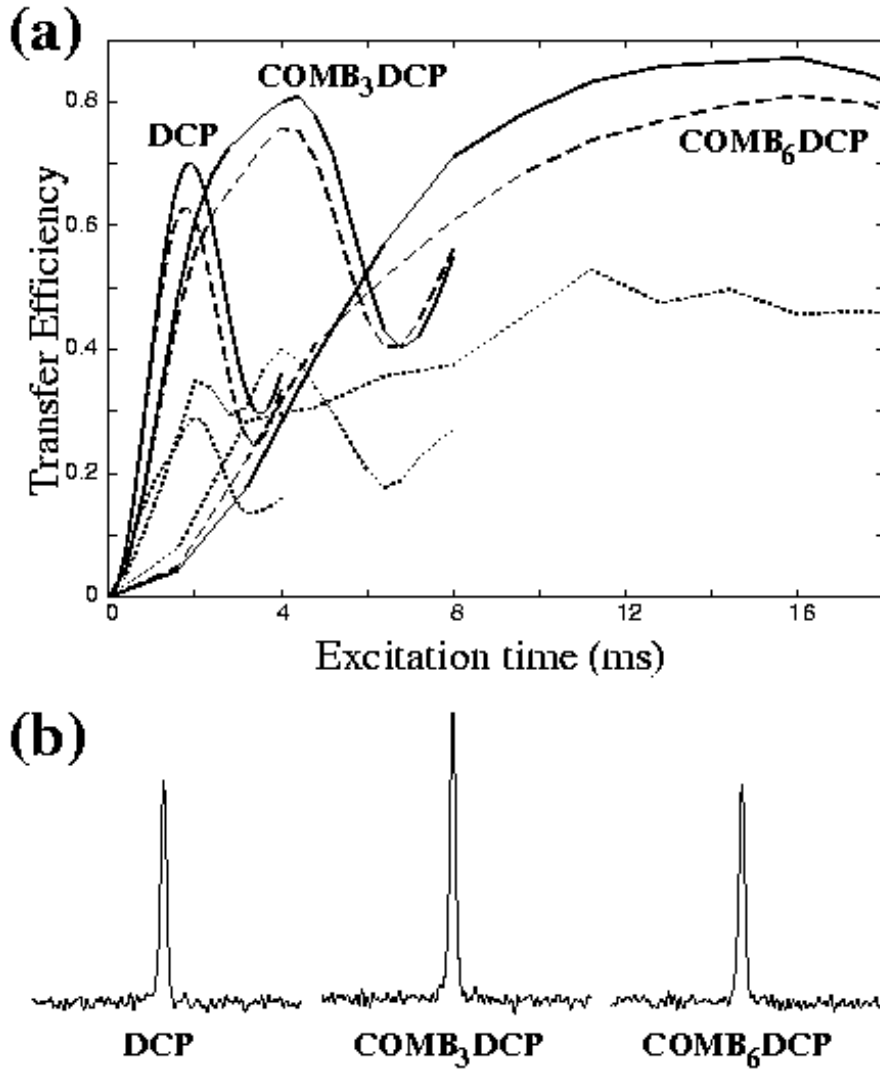 (a)
COMB₃DCP
DCP
COMB₆DCP
Transfer Efficiency
0.8
0.6
0.4
0.2
0
0 4 8 12 16
Excitation time (ms)
(b)
DCP COMB₃DCP COMB₆DCP